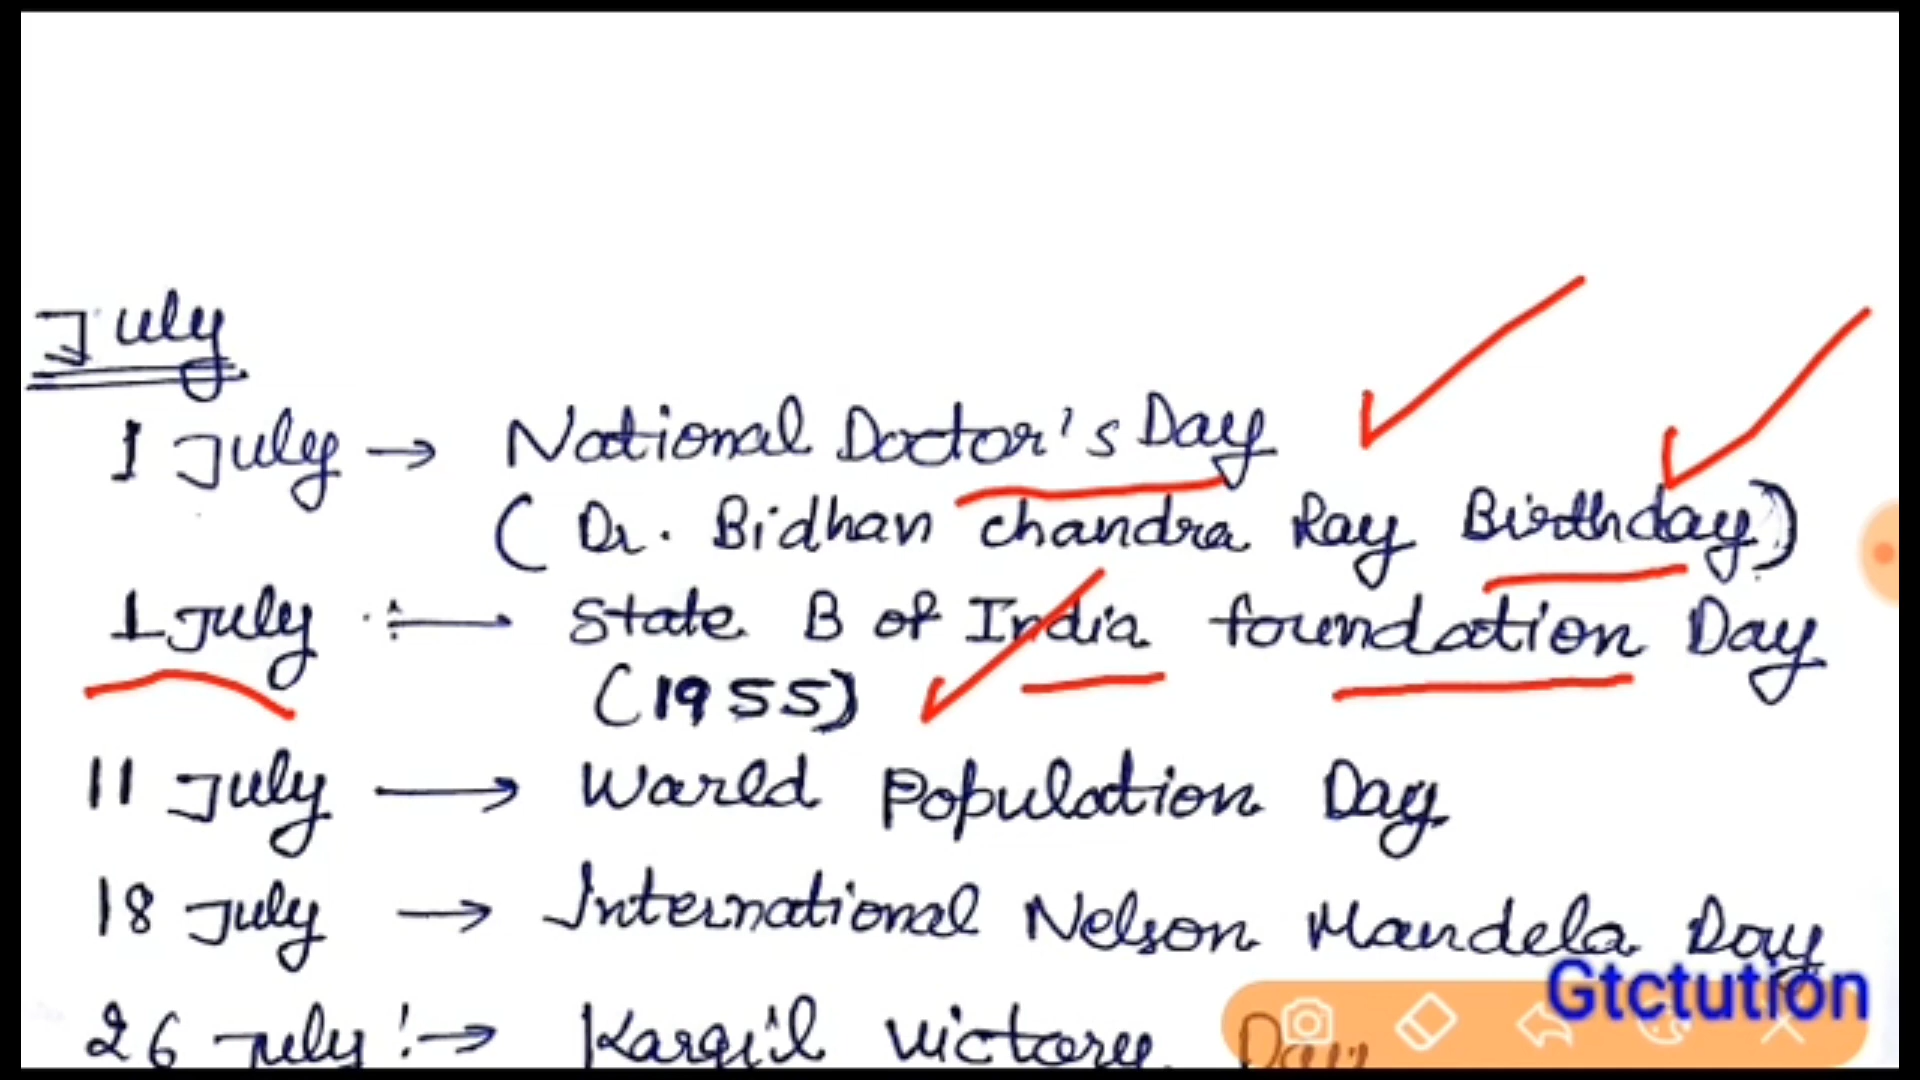 July
1 July → National Doctor's Day
( Dr. Bidhan chandra Ray Birthday)
1 July :→ State B of India foundation Day
(1955)
11 July → Warld Population Day
18 July → International Nelson Mandela Day
Gtctution
26 July :→ Kargil victory Day